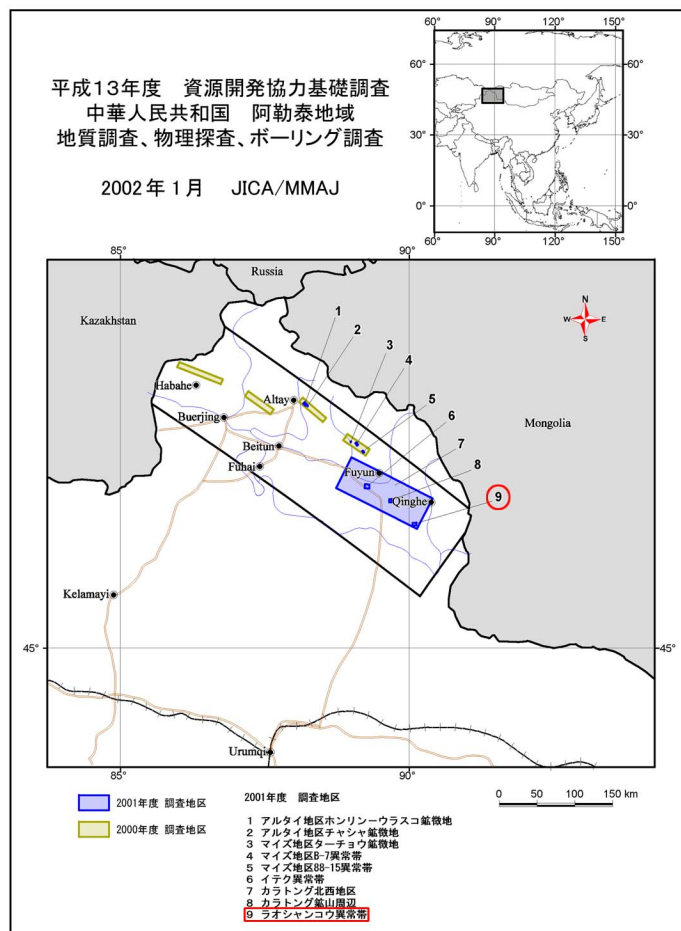 平成13年度 資源開発協力基礎調査
中華人民共和国 阿勒泰地域
地質調査、物理探査、ボーリング調査
2002年1月 JICA/MMAJ
60° 90° 120° 150°
60°
30°
0°
60°
30°
0°
60° 90° 120° 150°
85° 90°
Russia
Kazakhstan
1
2
3
4
5
6
7
8
9
N
W E
S
Mongolia
Habahe
Altay
Buerjing
Beitun
Fuhai
Fuyun
Qinghe
Kelamayi
45° 45°
Urumqi
85° 90°
0 50 100 150 km
2001年度 調査地区
2000年度 調査地区
2001年度 調査地区
1 アルタイ地区ホンリンーウラスコ鉱微地
2 アルタイ地区チャシャ鉱微地
3 マイズ地区ターチョウ鉱微地
4 マイズ地区B-7異常帯
5 マイズ地区88-15異常帯
6 イテク異常帯
7 カラトング北西地区
8 カラトング鉱山周辺
9 ラオシャンコウ異常帯